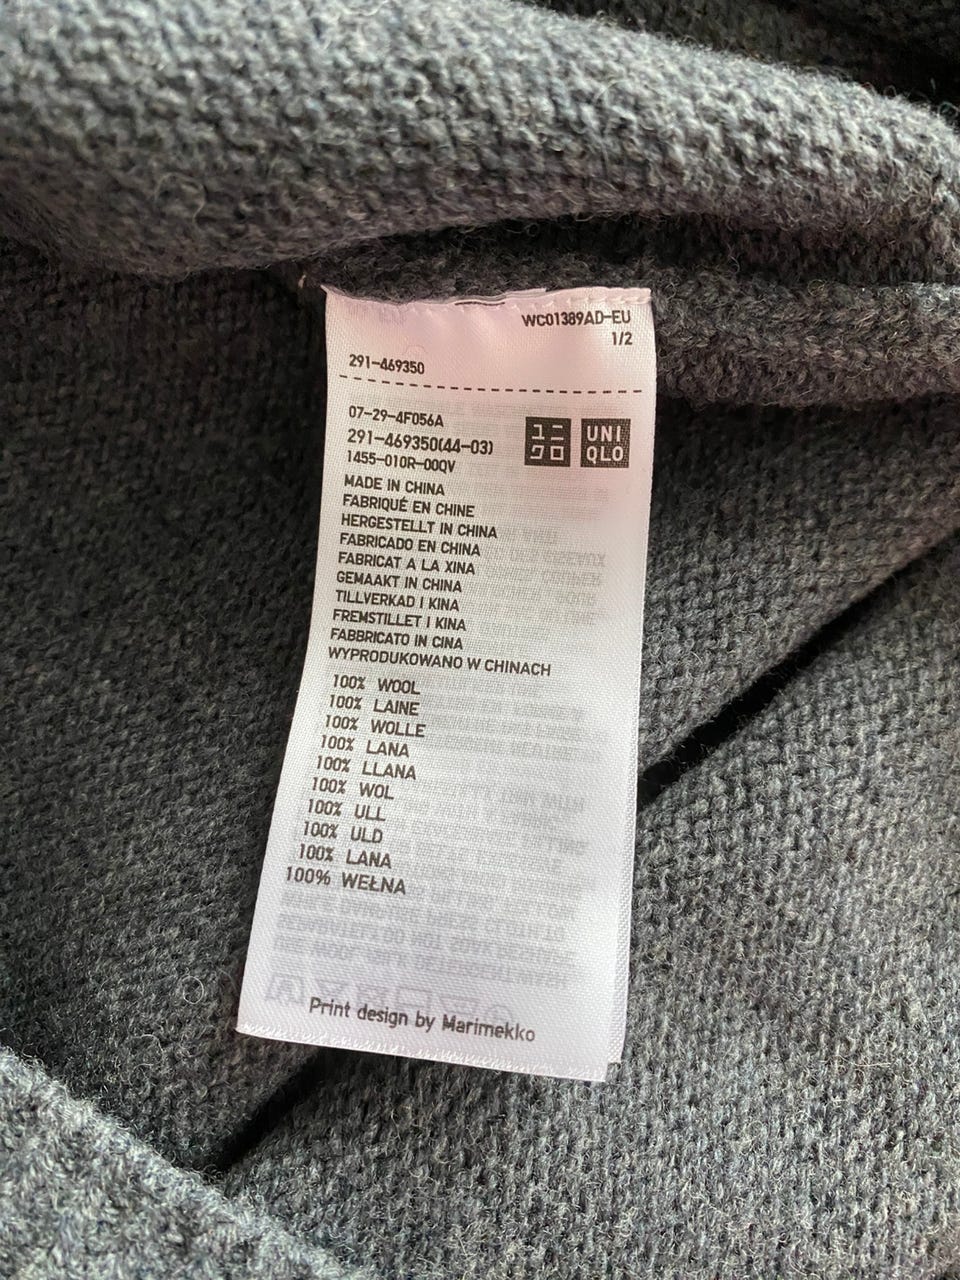 WC01389AD-EU
1/2
291-469350
07-29-4F056A
291-469350(44-03)
1455-010R-00QV
ユニ
クロ
UNI
QLO
MADE IN CHINA
FABRIQUÉ EN CHINE
HERGESTELLT IN CHINA
FABRICADO EN CHINA
FABRICAT A LA XINA
GEMAAKT IN CHINA
TILLVERKAD I KINA
FREMSTILLET I KINA
FABBRICATO IN CINA
WYPRODUKOWANO W CHINACH
100% WOOL
100% LAINE
100% WOLLE
100% LANA
100% LLANA
100% WOL
100% ULL
100% ULD
100% LANA
100% WEŁNA
Print design by Marimekko